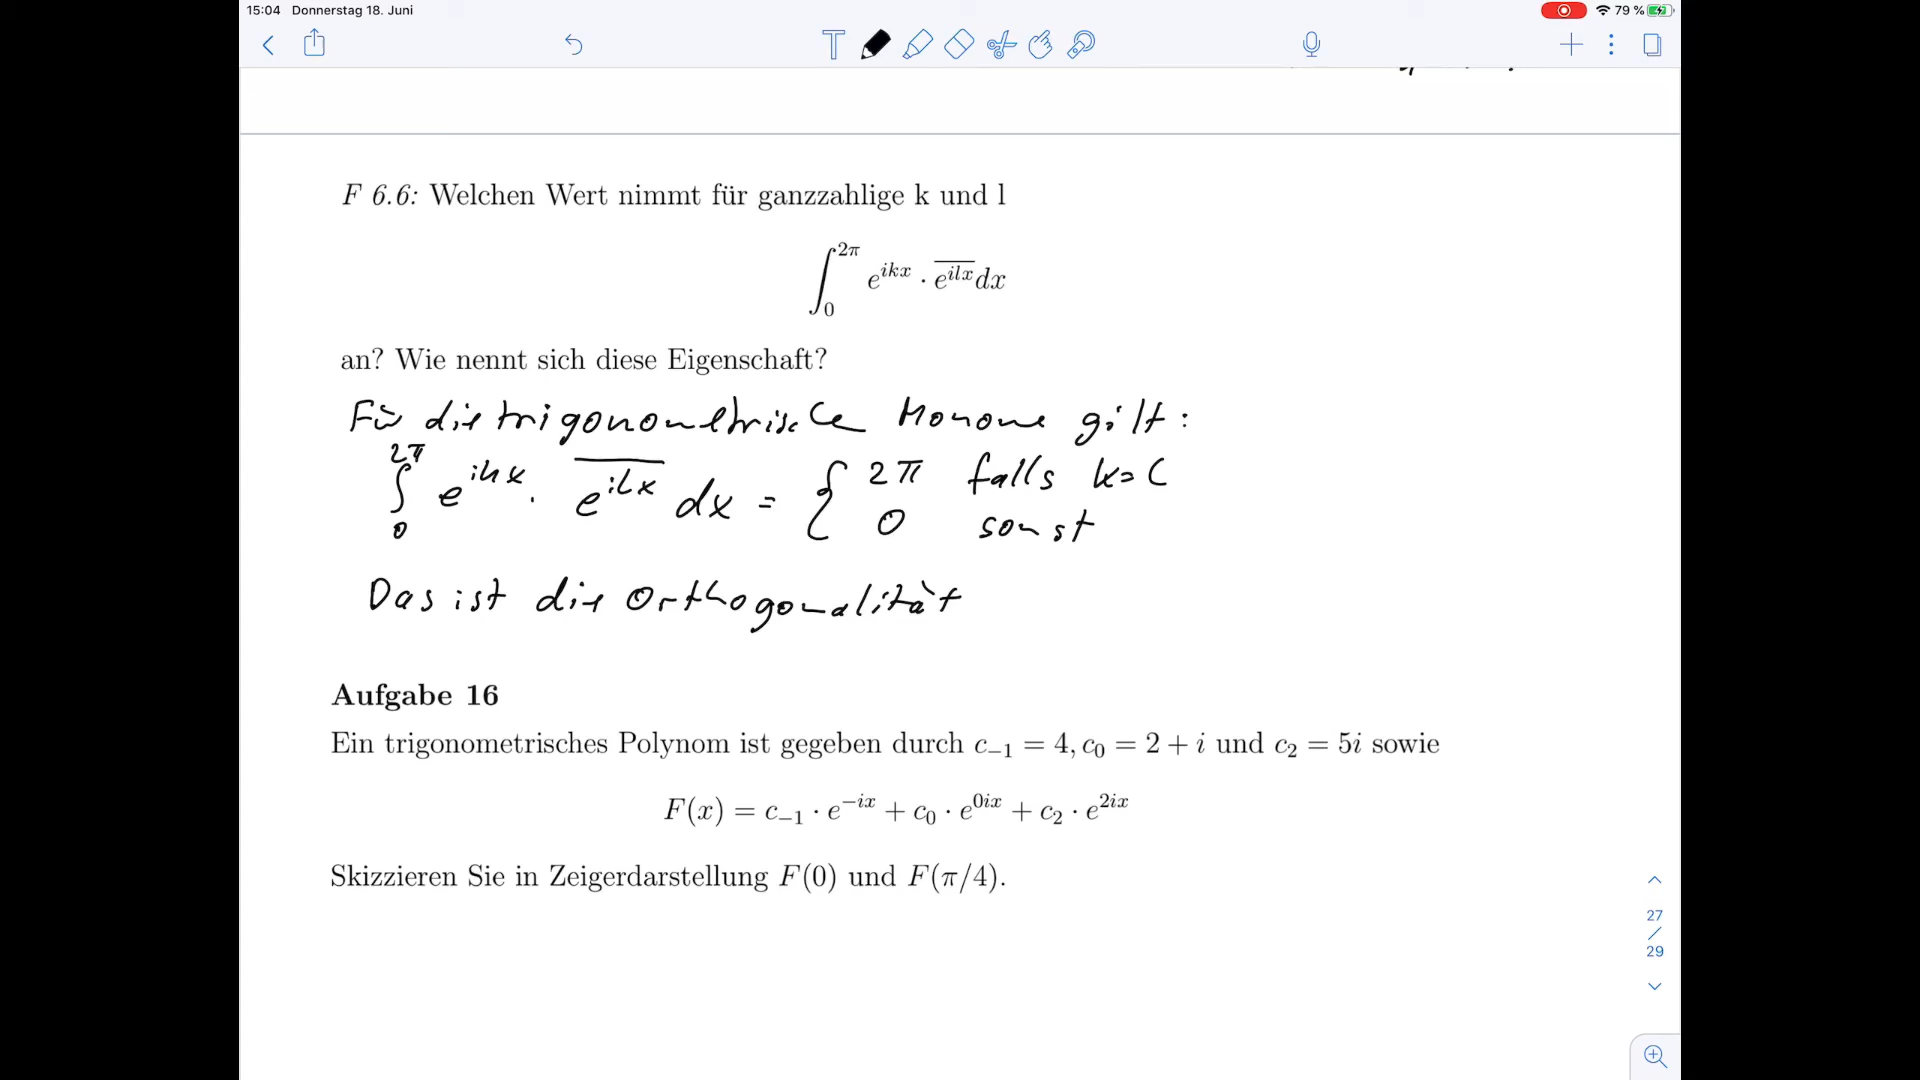 15:04 Donnerstag 18. Juni
79 %
F 6.6: Welchen Wert nimmt für ganzzahlige k und l
∫_0^{2π} e^{ikx} · \overline{e^{ilx}} dx
an? Wie nennt sich diese Eigenschaft?
Für die trigonometrische Monome gilt:
∫_0^{2π} e^{ikx} · \overline{e^{ilx}} dx = { 2π falls k=l
0 sonst
Das ist die Orthogonalität
Aufgabe 16
Ein trigonometrisches Polynom ist gegeben durch c_{−1} = 4, c_0 = 2 + i und c_2 = 5i sowie
F(x) = c_{−1} · e^{−ix} + c_0 · e^{0ix} + c_2 · e^{2ix}
Skizzieren Sie in Zeigerdarstellung F(0) und F(π/4).
27
/
29